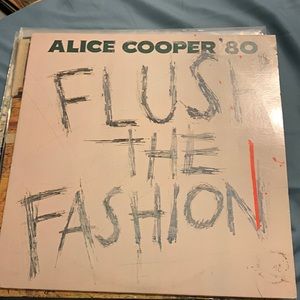 ALICE COOPER '80
FLUSH
THE
FASHION